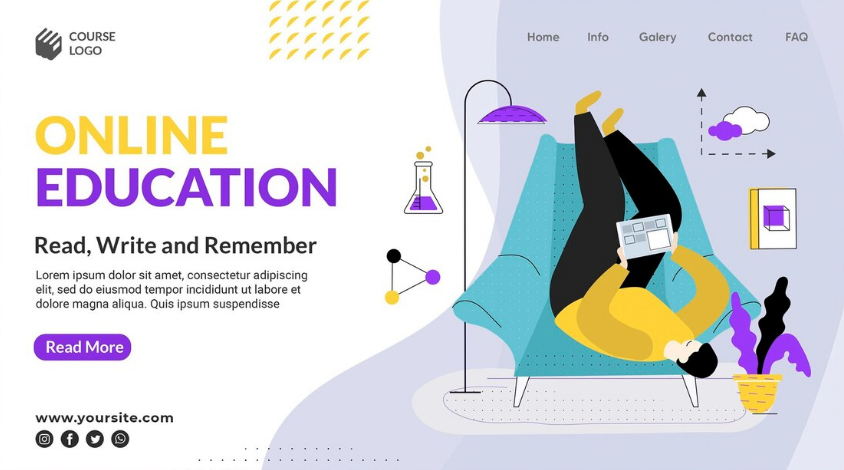 COURSE
LOGO
Home Info Galery Contact FAQ
ONLINE
EDUCATION
Read, Write and Remember
Lorem ipsum dolor sit amet, consectetur adipiscing
elit, sed do eiusmod tempor incididunt ut labore et
dolore magna aliqua. Quis ipsum suspendisse
Read More
www.yoursite.com